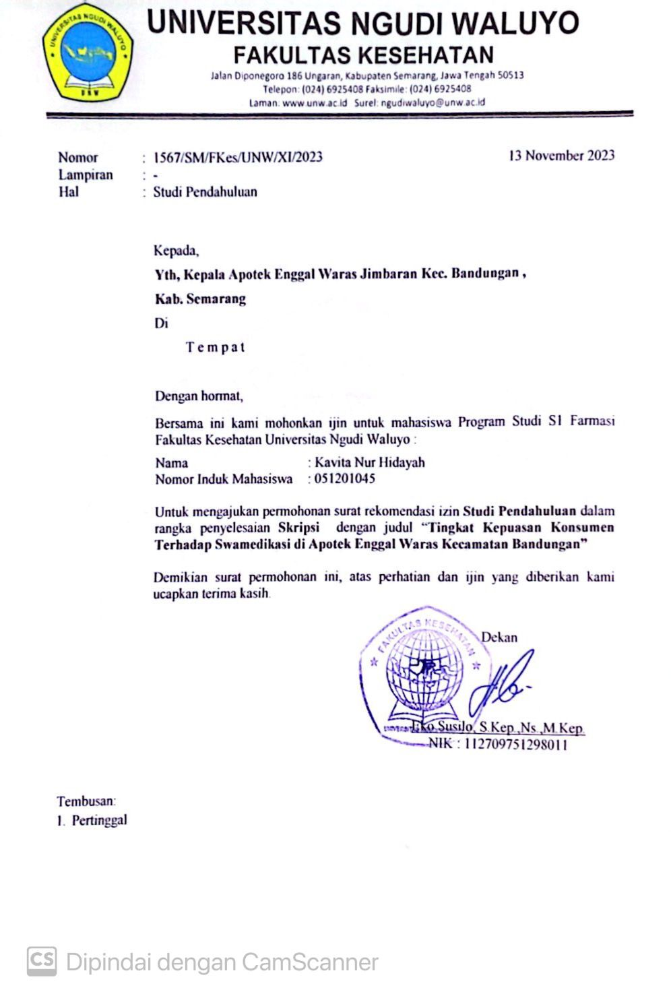 UNIVERSITAS NGUDI WALUYO
UNW
UNIVERSITAS NGUDI WALUYO
FAKULTAS KESEHATAN
Jalan Diponegoro 186 Ungaran, Kabupaten Semarang, Jawa Tengah 50513
Telepon: (024) 6925408 Faksimile: (024) 6925408
Laman: www.unw.ac.id Surel: ngudiwaluyo@unw.ac.id
Nomor : 1567/SM/FKes/UNW/XI/2023 13 November 2023
Lampiran : -
Hal : Studi Pendahuluan
Kepada,
Yth, Kepala Apotek Enggal Waras Jimbaran Kec. Bandungan ,
Kab. Semarang
Di
Tempat
Dengan hormat,
Bersama ini kami mohonkan ijin untuk mahasiswa Program Studi S1 Farmasi
Fakultas Kesehatan Universitas Ngudi Waluyo :
Nama : Kavita Nur Hidayah
Nomor Induk Mahasiswa : 051201045
Untuk mengajukan permohonan surat rekomendasi izin Studi Pendahuluan dalam
rangka penyelesaian Skripsi dengan judul “Tingkat Kepuasan Konsumen
Terhadap Swamedikasi di Apotek Enggal Waras Kecamatan Bandungan”
Demikian surat permohonan ini, atas perhatian dan ijin yang diberikan kami
ucapkan terima kasih.
Dekan
FAKULTAS KESEHATAN
Eko Susilo, S.Kep.,Ns.,M.Kep.
NIK : 112709751298011
Tembusan:
1. Pertinggal
CS Dipindai dengan CamScanner